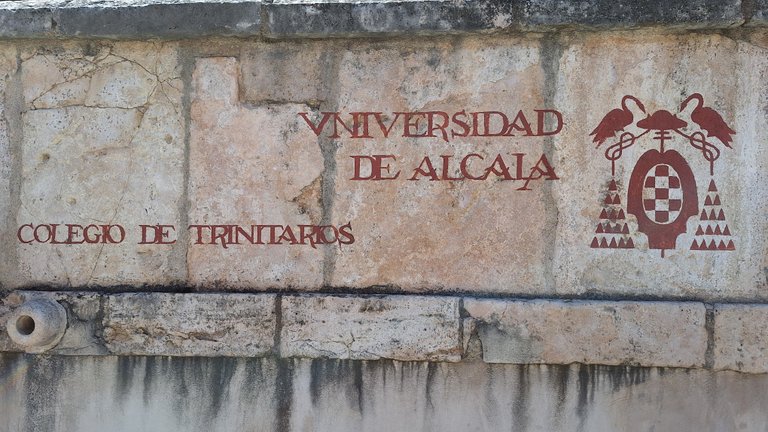 VNIVERSIDAD
DE ALCALA
COLEGIO DE TRINITARIOS